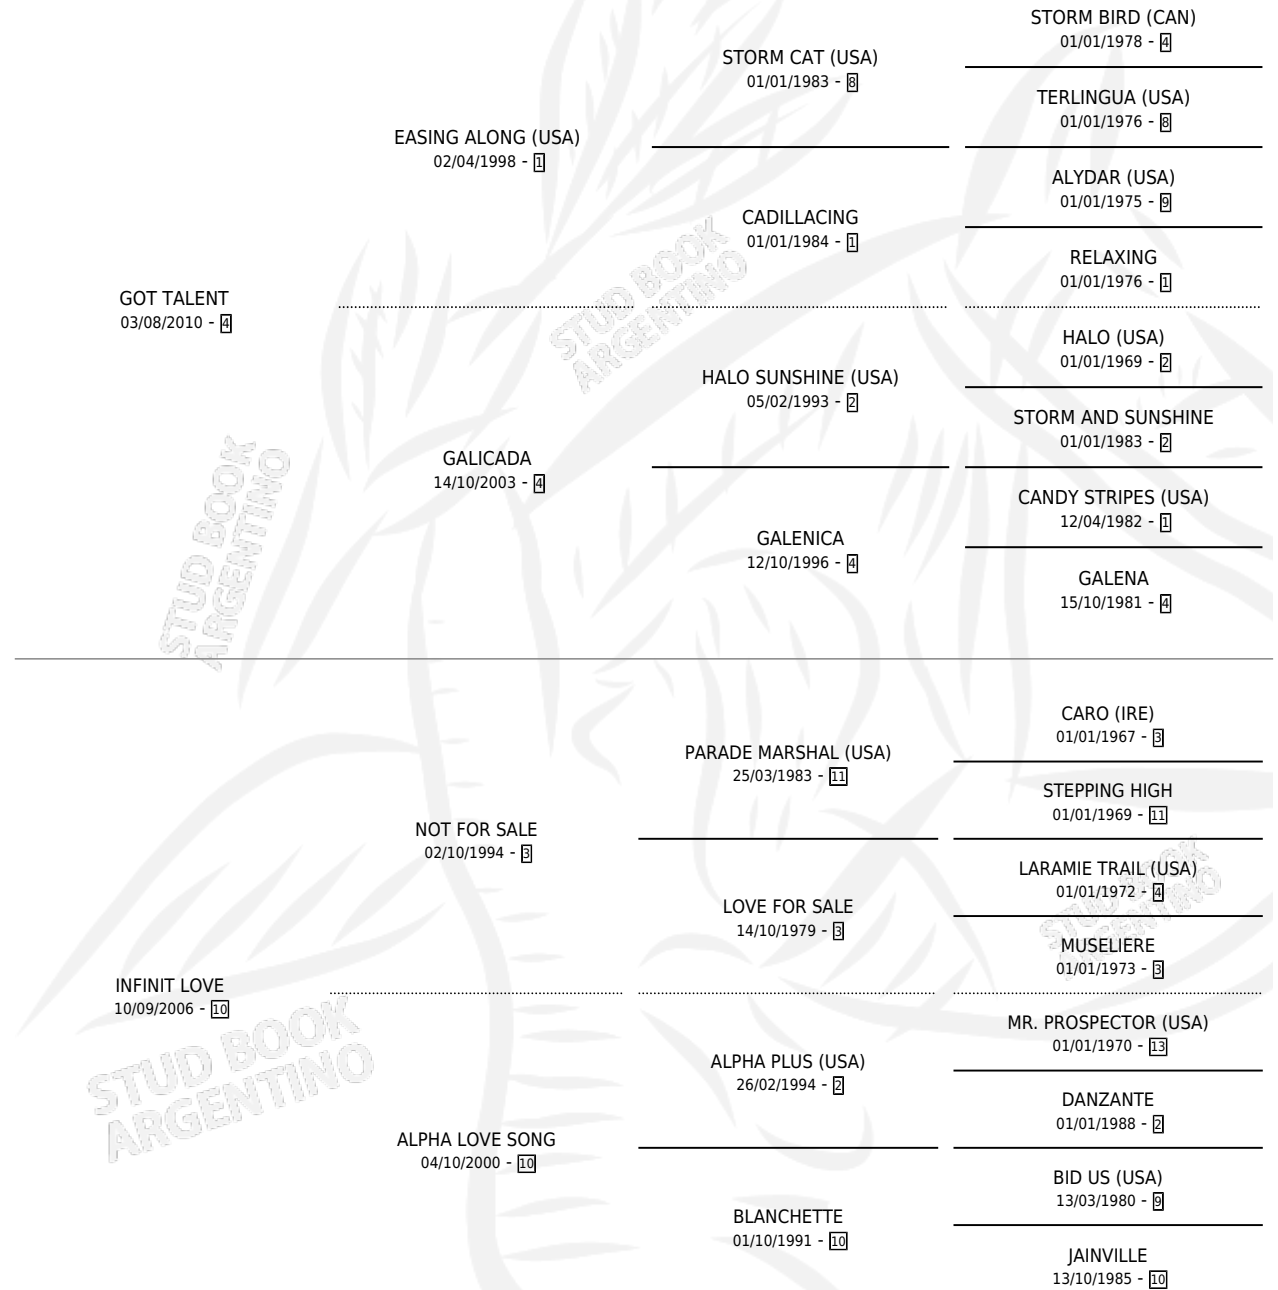 STORM BIRD (CAN)
01/01/1978 - 4
STORM CAT (USA)
01/01/1983 - 8
TERLINGUA (USA)
01/01/1976 - 8
EASING ALONG (USA)
02/04/1998 - 1
ALYDAR (USA)
01/01/1975 - 9
CADILLACING
01/01/1984 - 1
RELAXING
01/01/1976 - 1
GOT TALENT
03/08/2010 - 4
STUD BOOK
ARGENTINO
HALO (USA)
01/01/1969 - 2
HALO SUNSHINE (USA)
05/02/1993 - 2
STORM AND SUNSHINE
01/01/1983 - 2
GALICADA
14/10/2003 - 4
CANDY STRIPES (USA)
12/04/1982 - 1
GALENICA
12/10/1996 - 4
GALENA
15/10/1981 - 4
STUD BOOK
ARGENTINO
CARO (IRE)
01/01/1967 - 3
PARADE MARSHAL (USA)
25/03/1983 - 11
STEPPING HIGH
01/01/1969 - 11
NOT FOR SALE
02/10/1994 - 3
LARAMIE TRAIL (USA)
01/01/1972 - 4
LOVE FOR SALE
14/10/1979 - 3
STUD BOOK
ARGENTINO
MUSELIERE
01/01/1973 - 3
INFINIT LOVE
10/09/2006 - 10
MR. PROSPECTOR (USA)
01/01/1970 - 13
ALPHA PLUS (USA)
26/02/1994 - 2
DANZANTE
01/01/1988 - 2
STUD BOOK
ARGENTINO
ALPHA LOVE SONG
04/10/2000 - 10
BID US (USA)
13/03/1980 - 9
BLANCHETTE
01/10/1991 - 10
JAINVILLE
13/10/1985 - 10